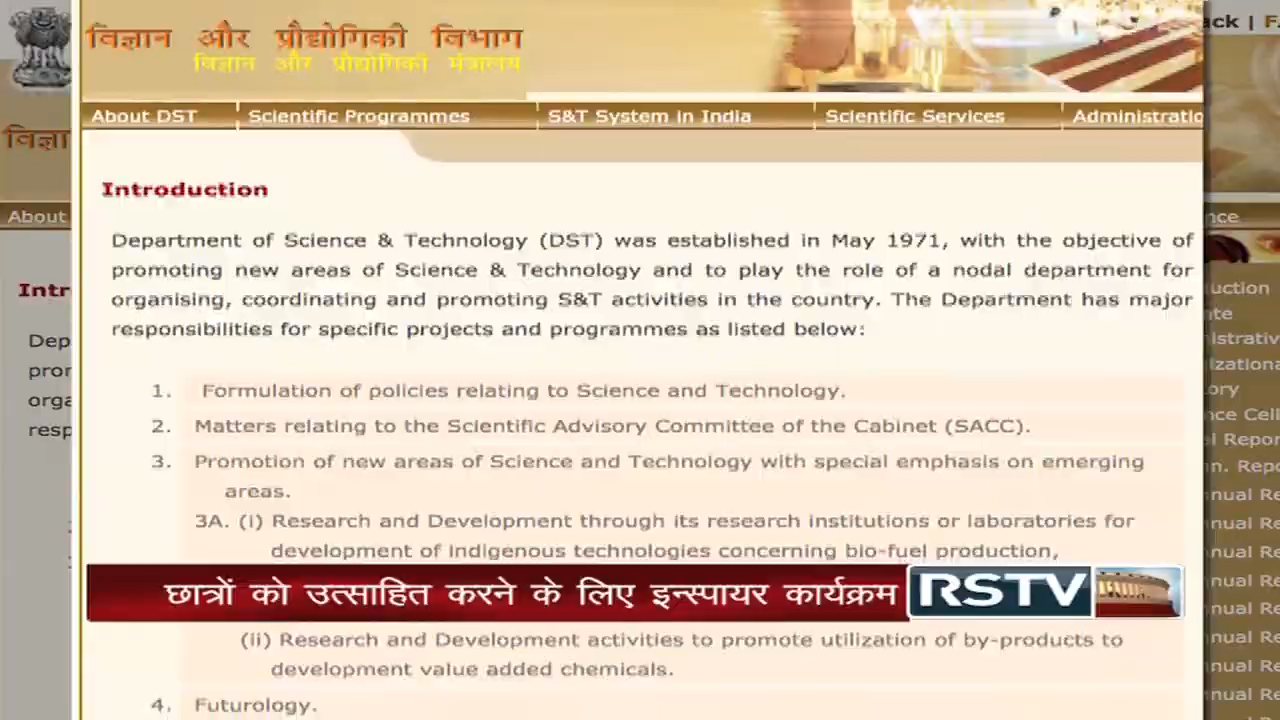 विज्ञान और प्रौद्योगिकी विभाग
विज्ञान और प्रौद्योगिकी मंत्रालय
About DST
Scientific Programmes
S&T System in India
Scientific Services
Introduction
Department of Science & Technology (DST) was established in May 1971, with the objective of
promoting new areas of Science & Technology and to play the role of a nodal department for
organising, coordinating and promoting S&T activities in the country. The Department has major
responsibilities for specific projects and programmes as listed below:
1. Formulation of policies relating to Science and Technology.
2. Matters relating to the Scientific Advisory Committee of the Cabinet (SACC).
3. Promotion of new areas of Science and Technology with special emphasis on emerging
areas.
3A. (i) Research and Development through its research institutions or laboratories for
development of indigenous technologies concerning bio-fuel production,
छात्रों को उत्साहित करने के लिए इन्स्पायर कार्यक्रम
RSTV
(ii) Research and Development activities to promote utilization of by-products to
development value added chemicals.
4. Futurology.
About